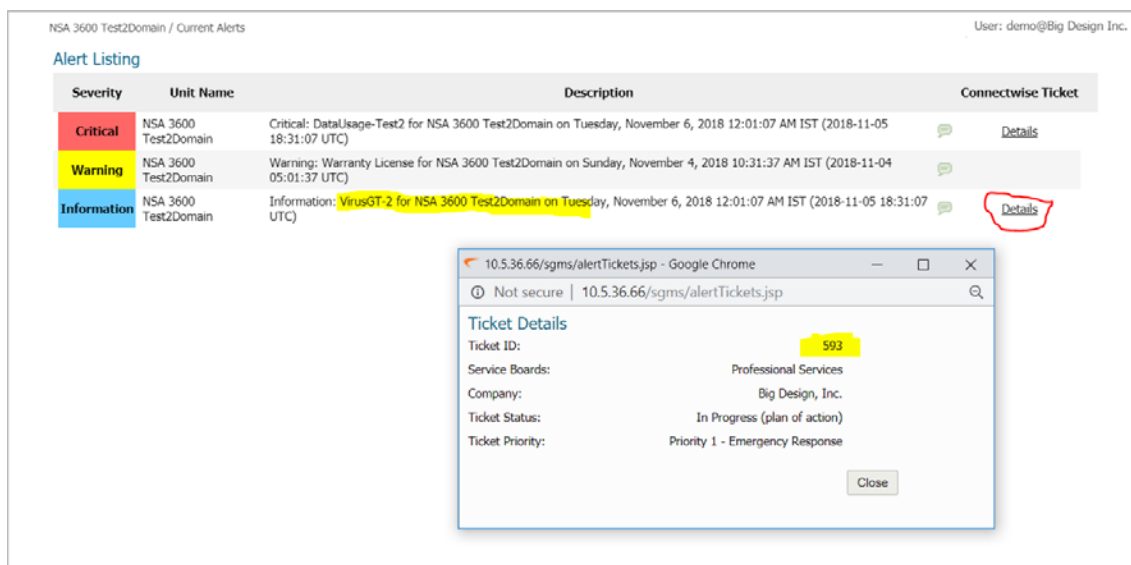 NSA 3600 Test2Domain / Current Alerts
User: demo@Big Design Inc.
Alert Listing
Severity Unit Name Description Connectwise Ticket
Critical
NSA 3600
Test2Domain
Critical: DataUsage-Test2 for NSA 3600 Test2Domain on Tuesday, November 6, 2018 12:01:07 AM IST (2018-11-05
18:31:07 UTC)
Details
Warning
NSA 3600
Test2Domain
Warning: Warranty License for NSA 3600 Test2Domain on Sunday, November 4, 2018 10:31:37 AM IST (2018-11-04
05:01:37 UTC)
Information
NSA 3600
Test2Domain
Information: VirusGT-2 for NSA 3600 Test2Domain on Tuesday, November 6, 2018 12:01:07 AM IST (2018-11-05 18:31:07
UTC)
Details
10.5.36.66/sgms/alertTickets.jsp - Google Chrome
Not secure | 10.5.36.66/sgms/alertTickets.jsp
Ticket Details
Ticket ID: 593
Service Boards: Professional Services
Company: Big Design, Inc.
Ticket Status: In Progress (plan of action)
Ticket Priority: Priority 1 - Emergency Response
Close